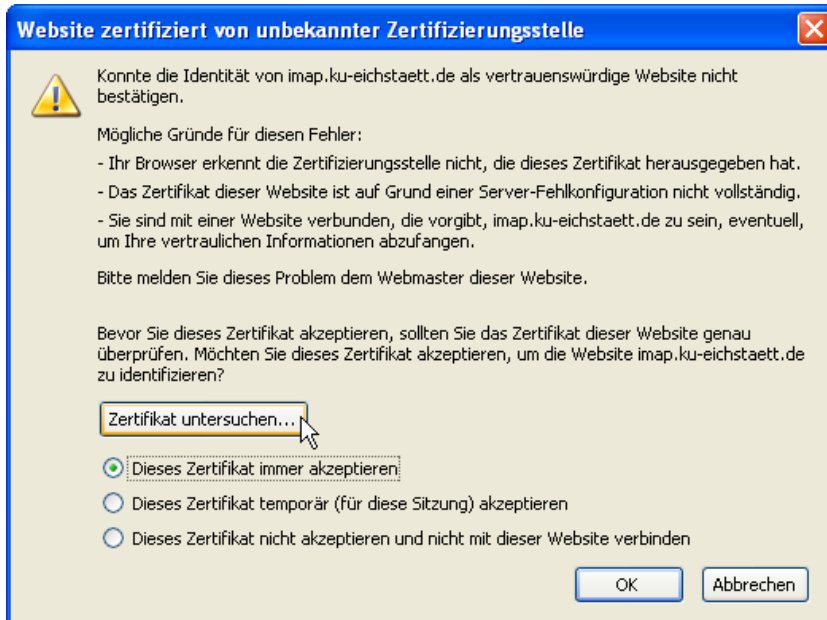 Website zertifiziert von unbekannter Zertifizierungsstelle
Konnte die Identität von imap.ku-eichstaett.de als vertrauenswürdige Website nicht
bestätigen.
Mögliche Gründe für diesen Fehler:
- Ihr Browser erkennt die Zertifizierungsstelle nicht, die dieses Zertifikat herausgegeben hat.
- Das Zertifikat dieser Website ist auf Grund einer Server-Fehlkonfiguration nicht vollständig.
- Sie sind mit einer Website verbunden, die vorgibt, imap.ku-eichstaett.de zu sein, eventuell,
um Ihre vertraulichen Informationen abzufangen.
Bitte melden Sie dieses Problem dem Webmaster dieser Website.
Bevor Sie dieses Zertifikat akzeptieren, sollten Sie das Zertifikat dieser Website genau
überprüfen. Möchten Sie dieses Zertifikat akzeptieren, um die Website imap.ku-eichstaett.de
zu identifizieren?
Zertifikat untersuchen...
Dieses Zertifikat immer akzeptieren
Dieses Zertifikat temporär (für diese Sitzung) akzeptieren
Dieses Zertifikat nicht akzeptieren und nicht mit dieser Website verbinden
OK
Abbrechen